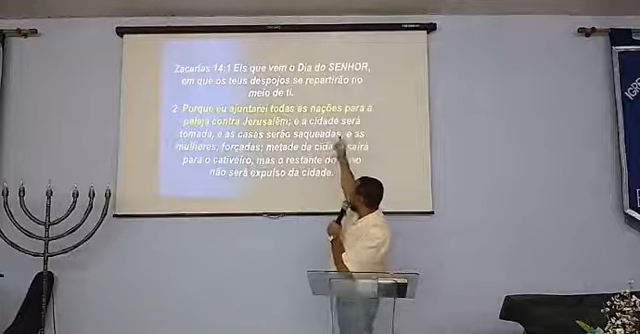 Zacarias 14:1 Eis que vem o Dia do SENHOR,
em que os teus despojos se repartirão no
meio de ti.
2 Porque eu ajuntarei todas as nações para a
peleja contra Jerusalém; e a cidade será
tomada, e as casas serão saqueadas, e as
mulheres, forçadas; metade da cidade sairá
para o cativeiro, mas o restante do
não será expulso da cidade.